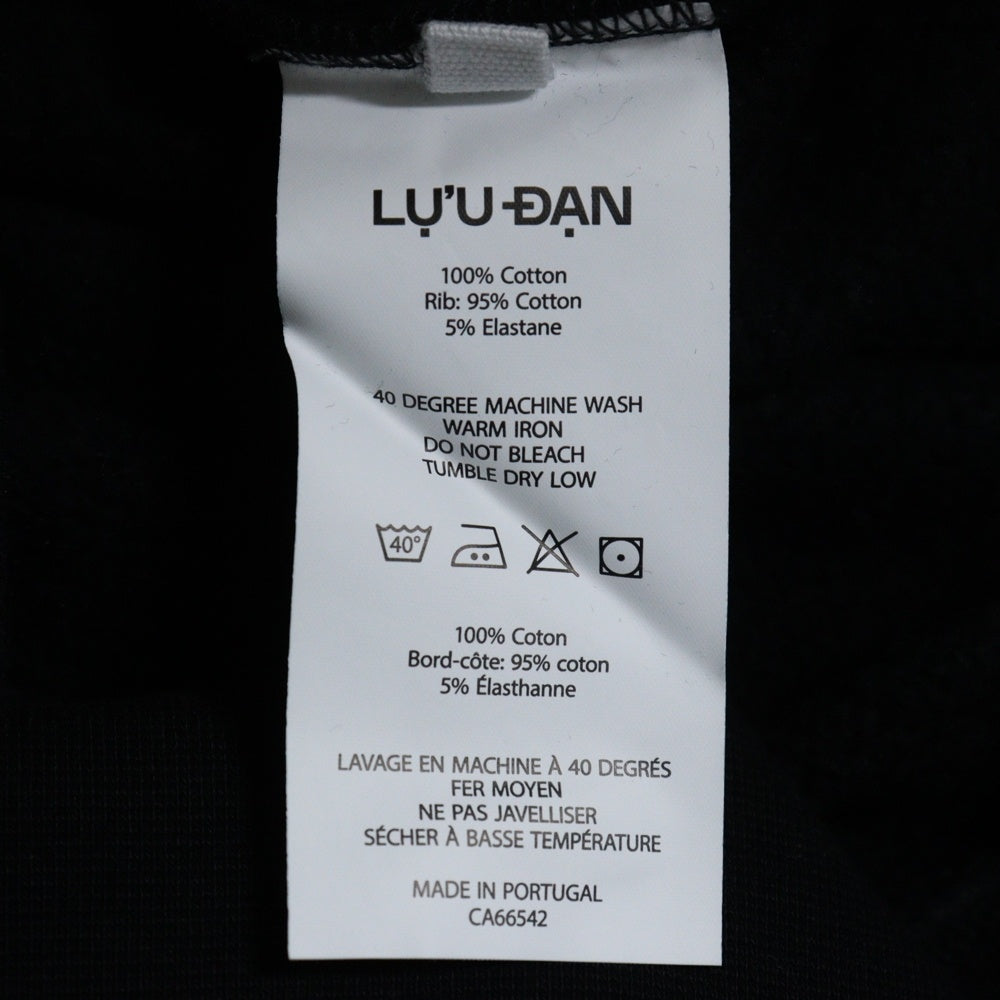 LỰU ĐẠN
100% Cotton
Rib: 95% Cotton
5% Elastane
40 DEGREE MACHINE WASH
WARM IRON
DO NOT BLEACH
TUMBLE DRY LOW
40°
100% Coton
Bord-côte: 95% coton
5% Élasthanne
LAVAGE EN MACHINE À 40 DEGRÉS
FER MOYEN
NE PAS JAVELLISER
SÉCHER À BASSE TEMPÉRATURE
MADE IN PORTUGAL
CA66542